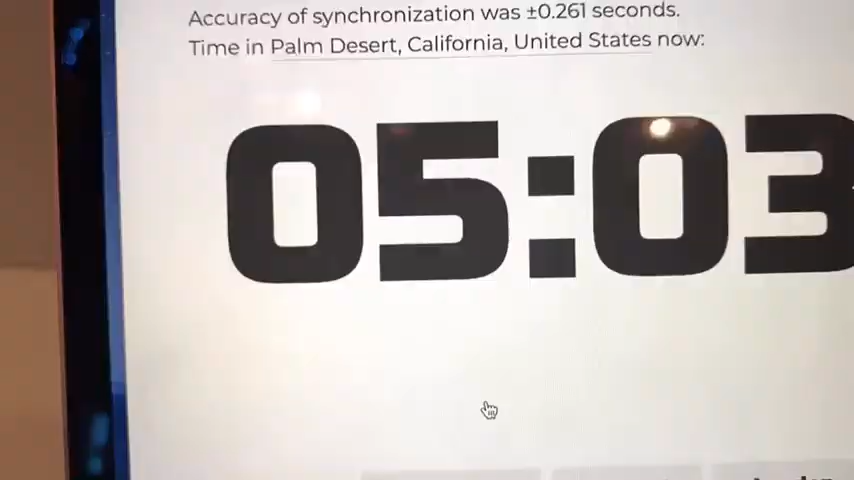 Accuracy of synchronization was ±0.261 seconds.
Time in Palm Desert, California, United States now:
05:03